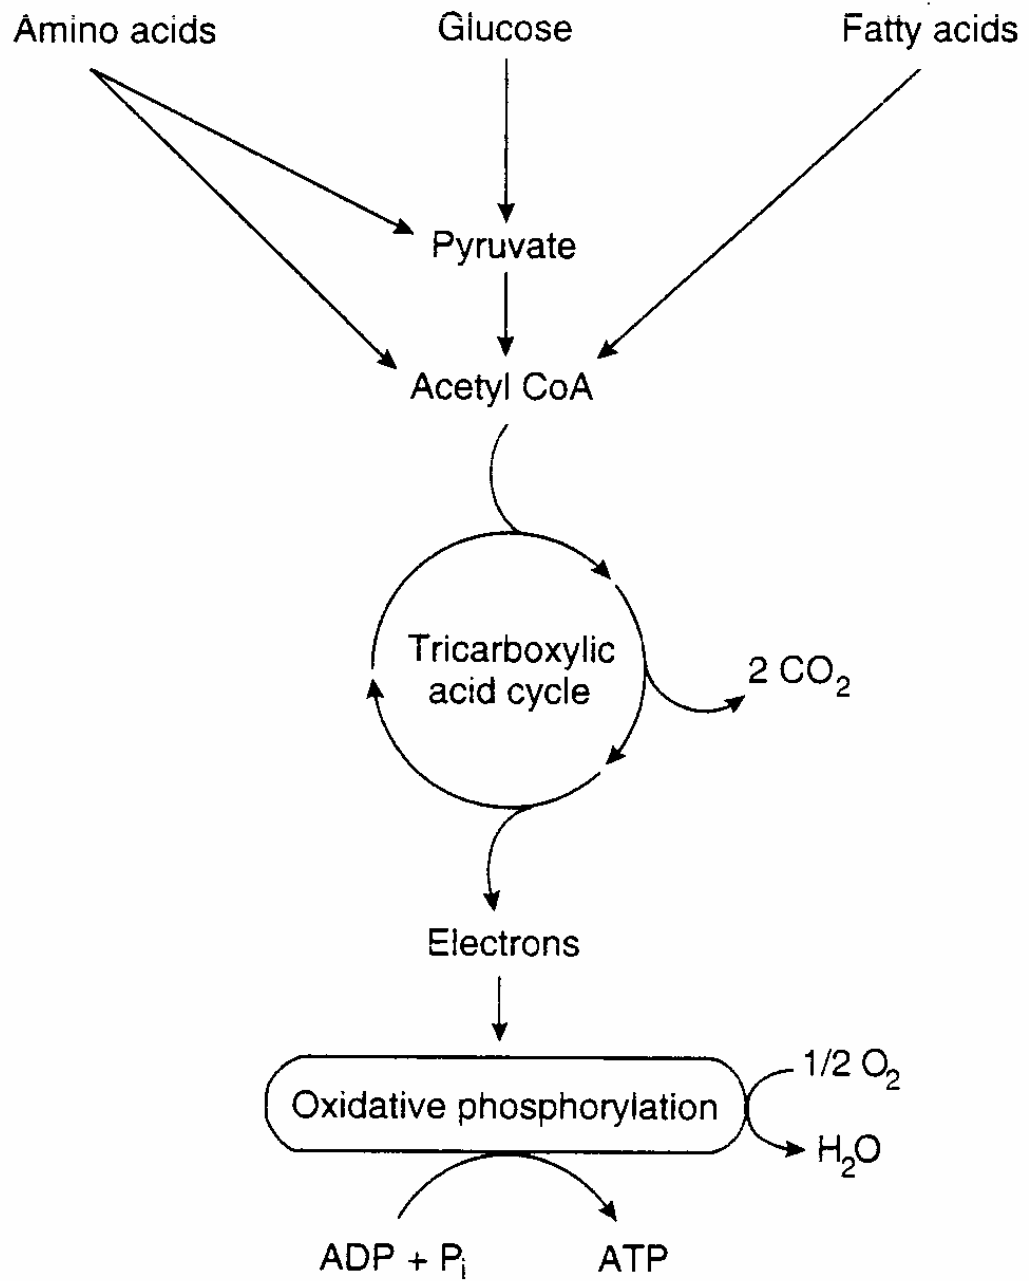 Amino acids
Glucose
Fatty acids
Pyruvate
Acetyl CoA
Tricarboxylic
acid cycle
2 CO₂
Electrons
1/2 O₂
Oxidative phosphorylation
H₂O
ADP + Pᵢ
ATP